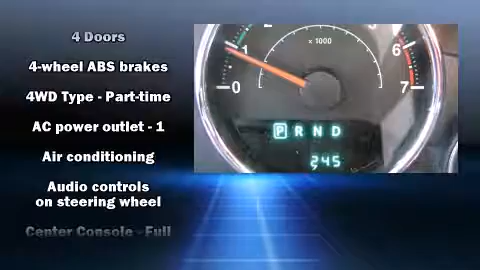 4 Doors
4-wheel ABS brakes
4WD Type - Part-time
AC power outlet - 1
Air conditioning
Audio controls
on steering wheel
Center Console - Full
1 2 6
x 1000
0 7
P R N D
245